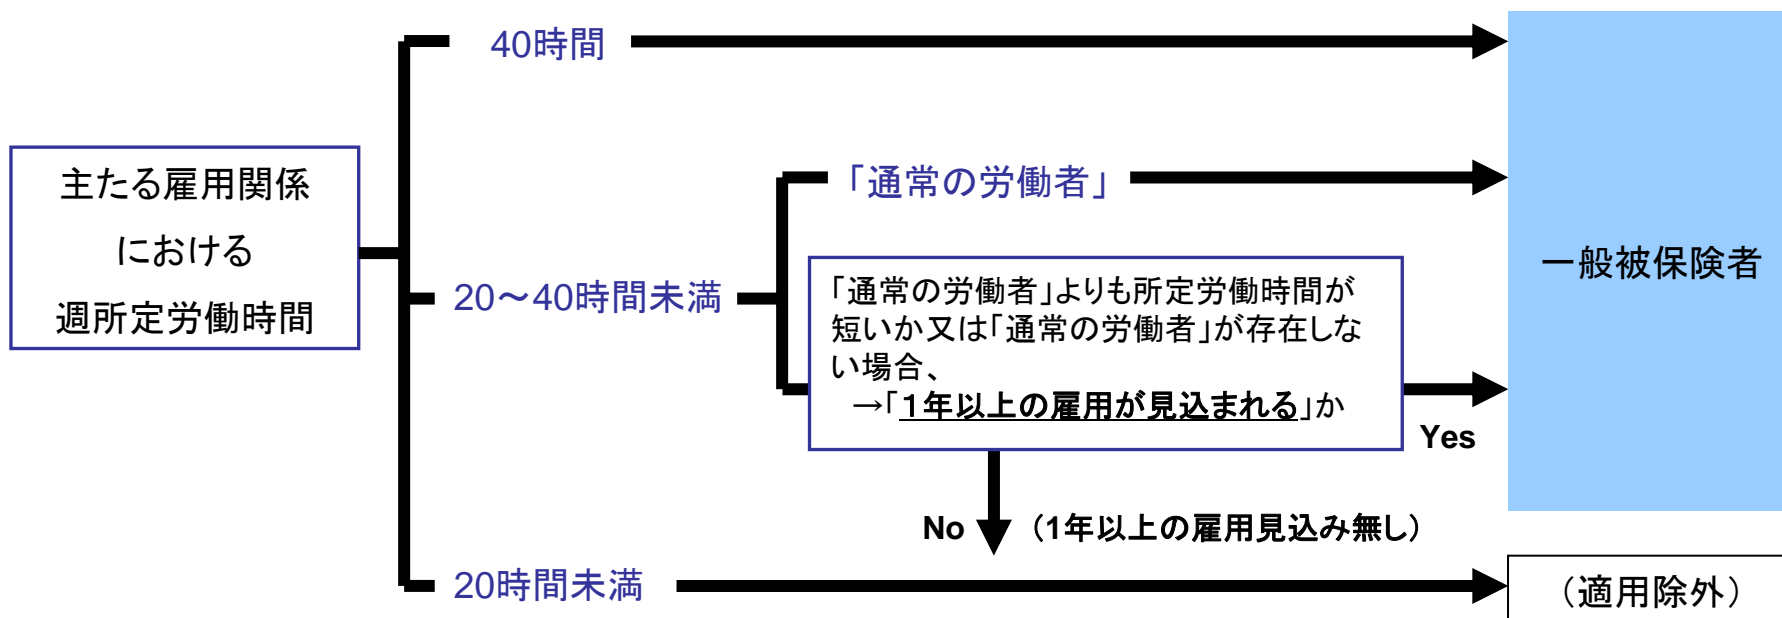 40時間
主たる雇用関係
における
週所定労働時間
「通常の労働者」
20～40時間未満
「通常の労働者」よりも所定労働時間が
短いか又は「通常の労働者」が存在しな
い場合、
→「１年以上の雇用が見込まれる」か
Yes
一般被保険者
No （1年以上の雇用見込み無し）
20時間未満
（適用除外）